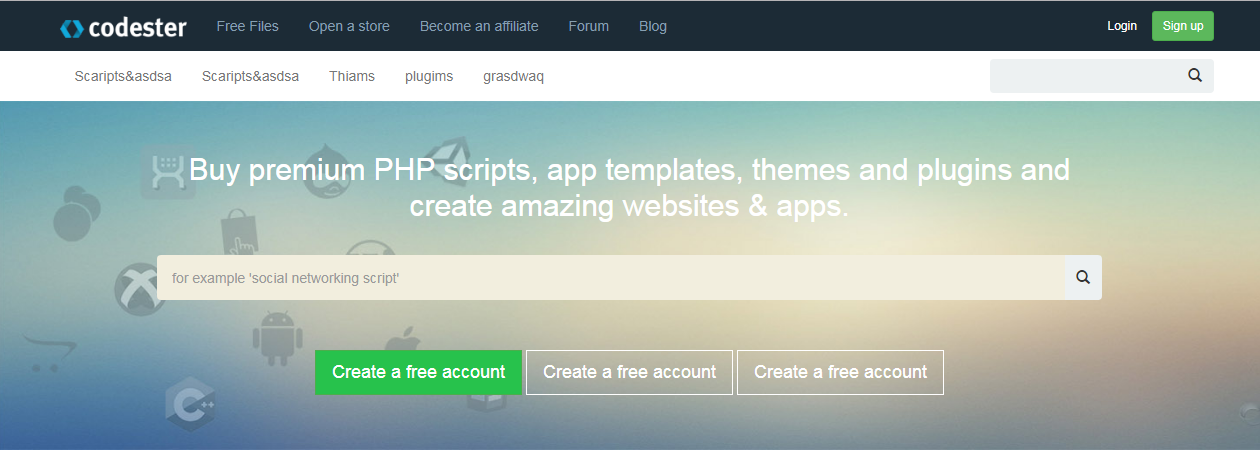 codester Free Files Open a store Become an affiliate Forum Blog Login Sign up
Scaripts&asdsa Scaripts&asdsa Thiams plugims grasdwaq
Buy premium PHP scripts, app templates, themes and plugins and
create amazing websites & apps.
for example 'social networking script'
Create a free account Create a free account Create a free account
C++